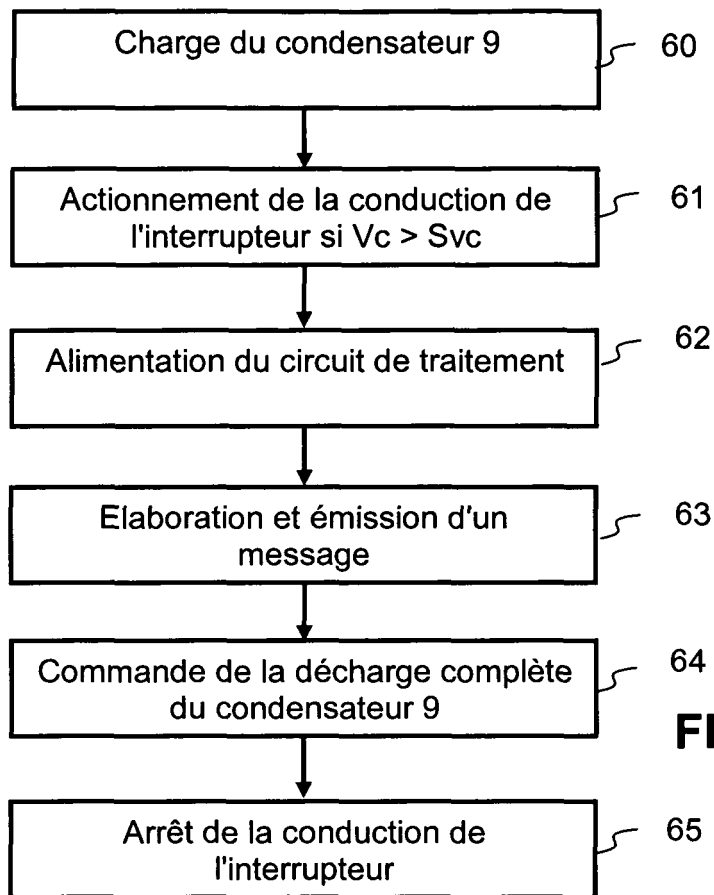 Charge du condensateur 9
60
Actionnement de la conduction de
l'interrupteur si Vc > Svc
61
Alimentation du circuit de traitement
62
Elaboration et émission d'un
message
63
Commande de la décharge complète
du condensateur 9
64
FI
Arrêt de la conduction de
l'interrupteur
65